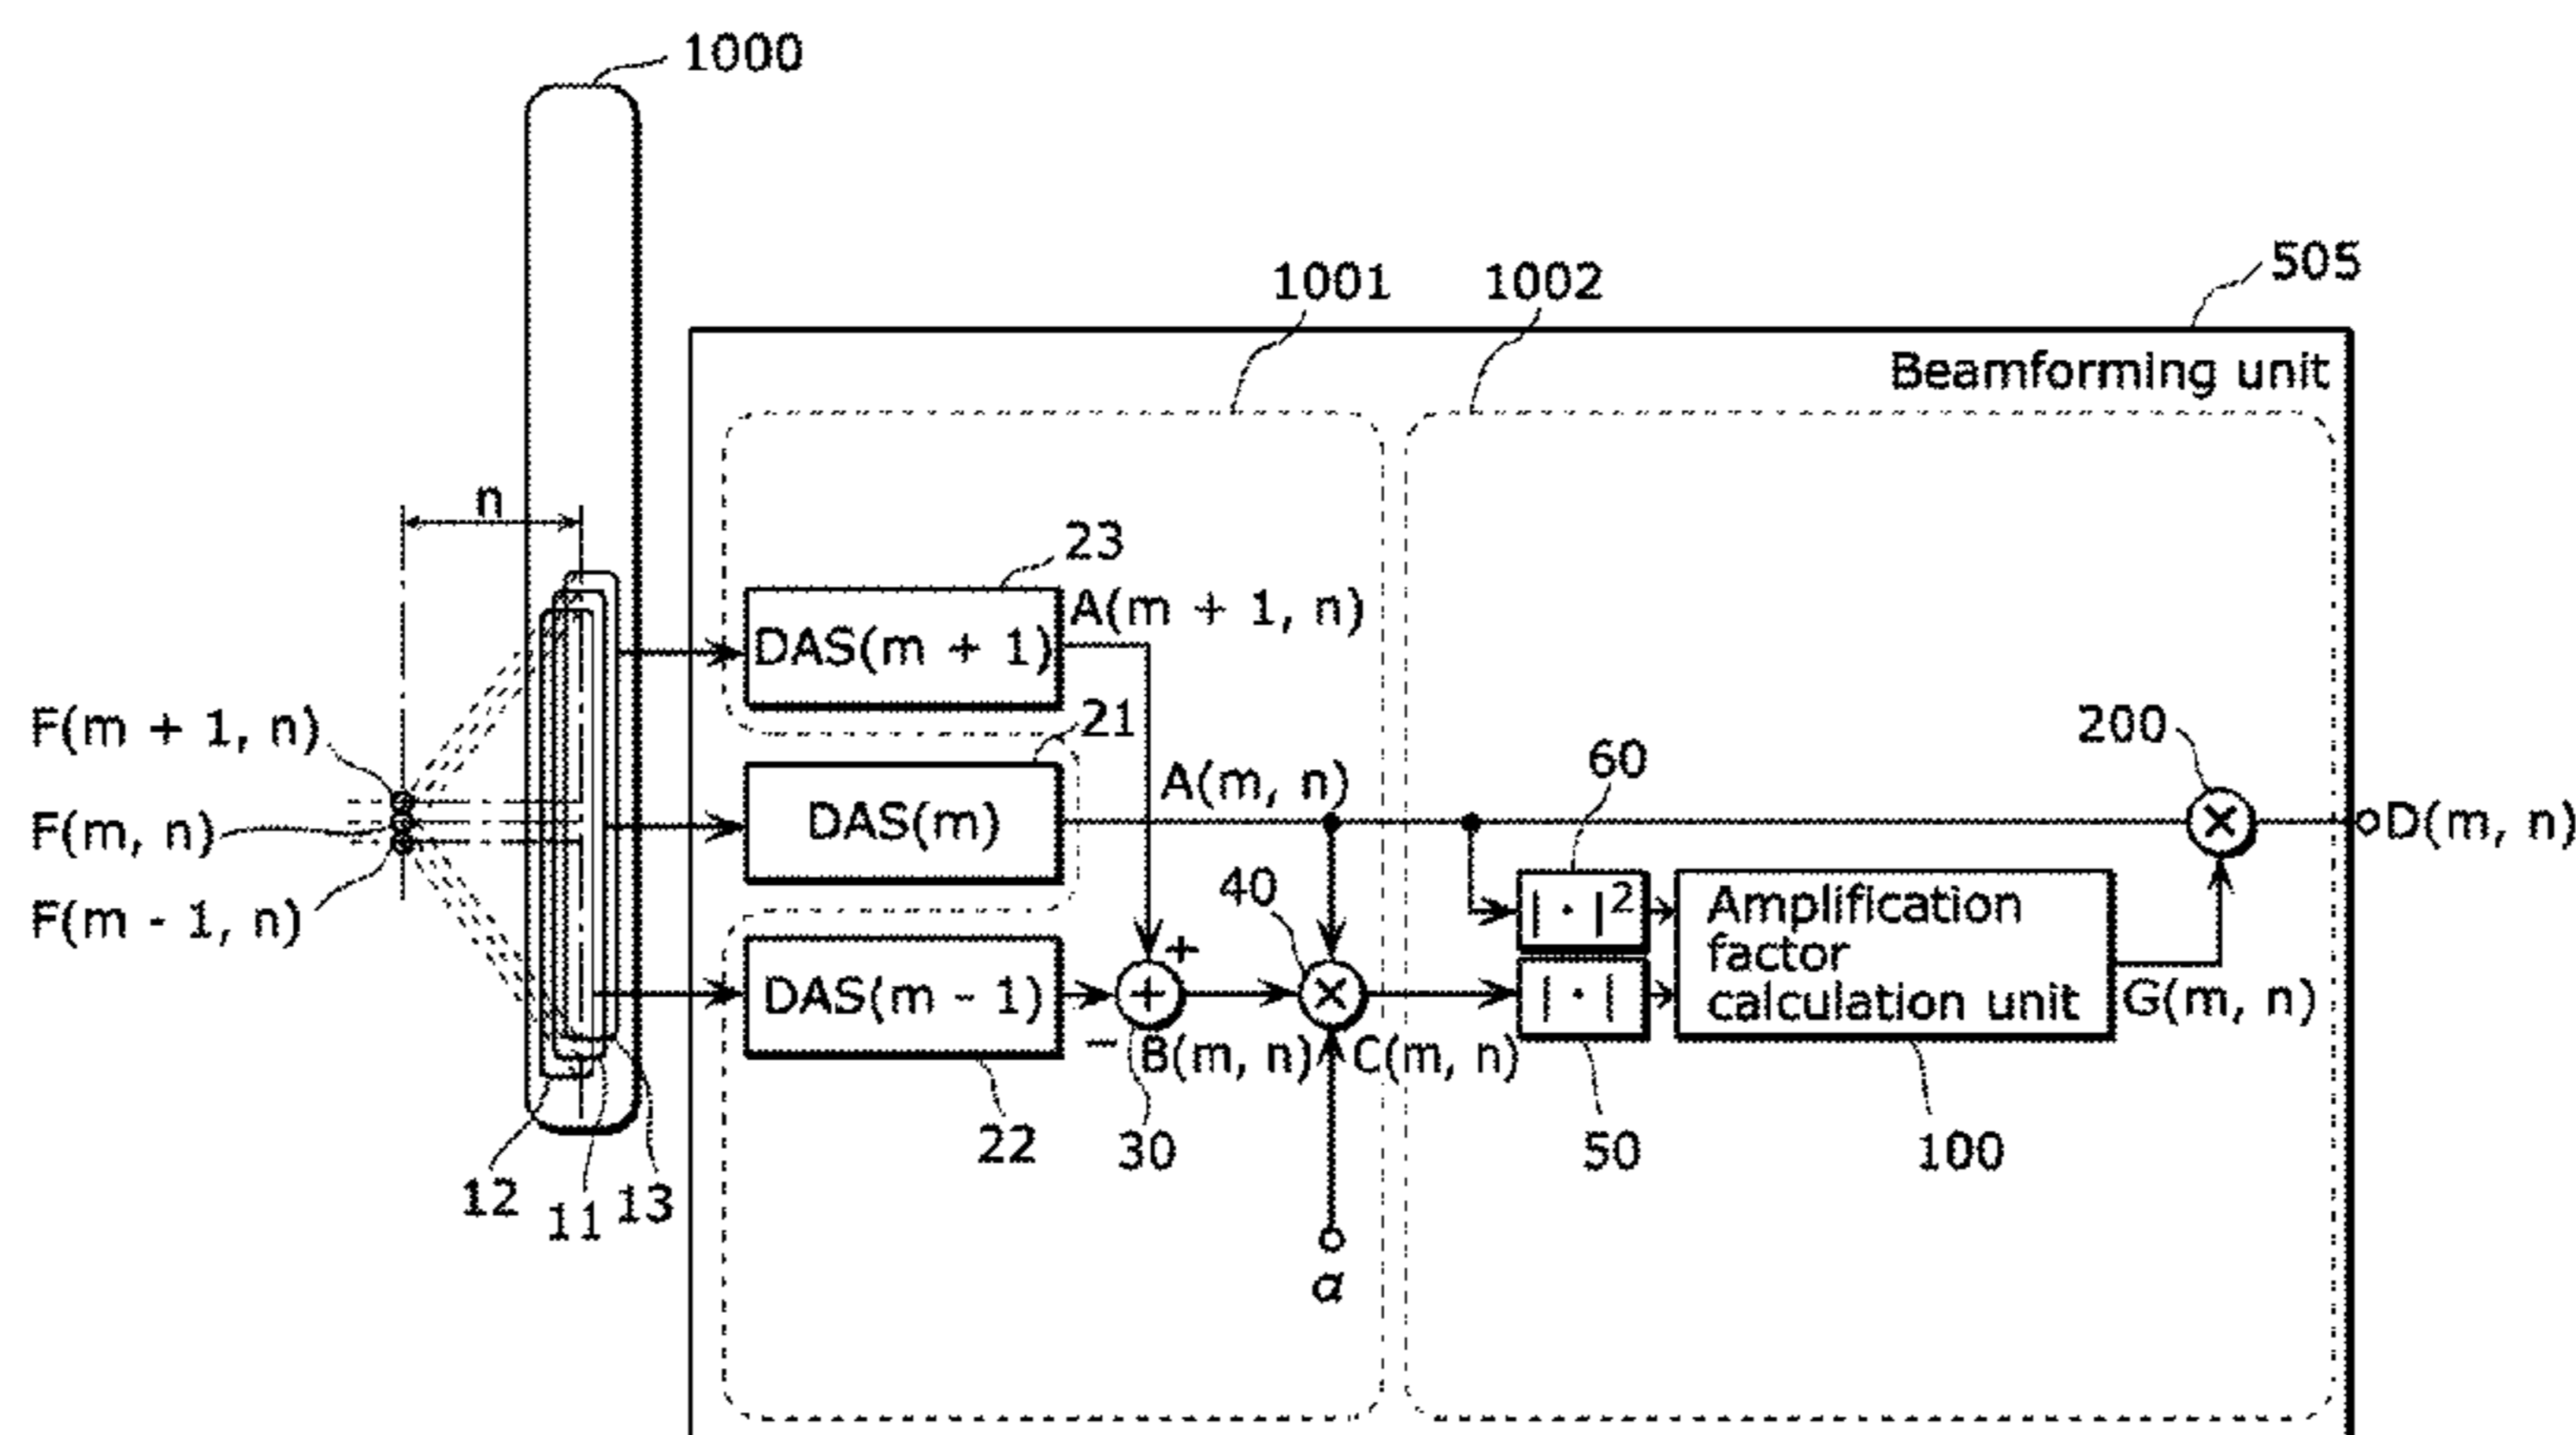 1000
505
1001
1002
Beamforming unit
n
23
A(m + 1, n)
DAS(m + 1)
F(m + 1, n)
21
200
60
A(m, n)
F(m, n)
DAS(m)
D(m, n)
40
F(m - 1, n)
+
| · |²
Amplification
factor
calculation unit
DAS(m - 1)
+
×
×
| · |
G(m, n)
−
B(m, n)
C(m, n)
22
30
50
100
12
11
13
α